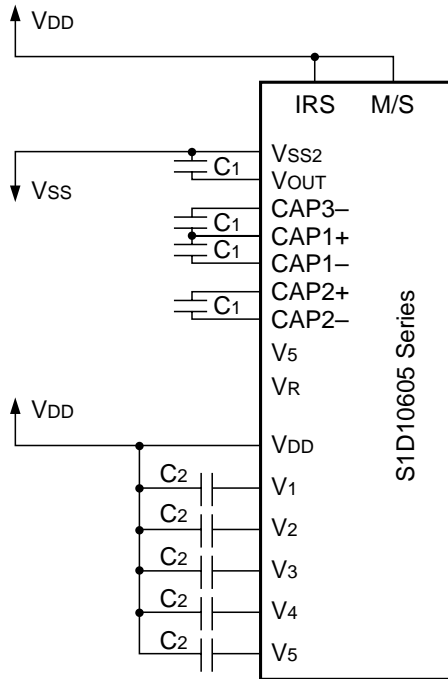 VDD
IRS M/S
VSS2
C1
VSS
VOUT
CAP3–
C1
CAP1+
C1
CAP1–
CAP2+
C1
CAP2–
V5
VR
S1D10605 Series
VDD
VDD
C2
V1
C2
V2
C2
V3
C2
V4
C2
V5